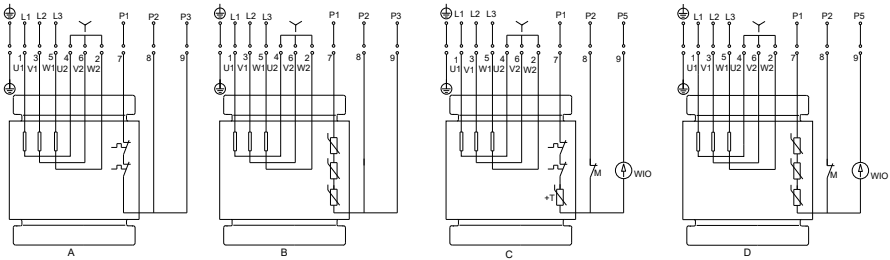 L1 L2 L3 P1 P2 P3
1 3 5 4 6 2 7 8 9
U1 V1 W1 U2 V2 W2
A
L1 L2 L3 P1 P2 P3
1 3 5 4 6 2 7 8 9
U1 V1 W1 U2 V2 W2
B
L1 L2 L3 P1 P2 P5
1 3 5 4 6 2 7 8 9
U1 V1 W1 U2 V2 W2
M WIO
+T
C
L1 L2 L3 P1 P2 P5
1 3 5 4 6 2 7 8 9
U1 V1 W1 U2 V2 W2
M WIO
D